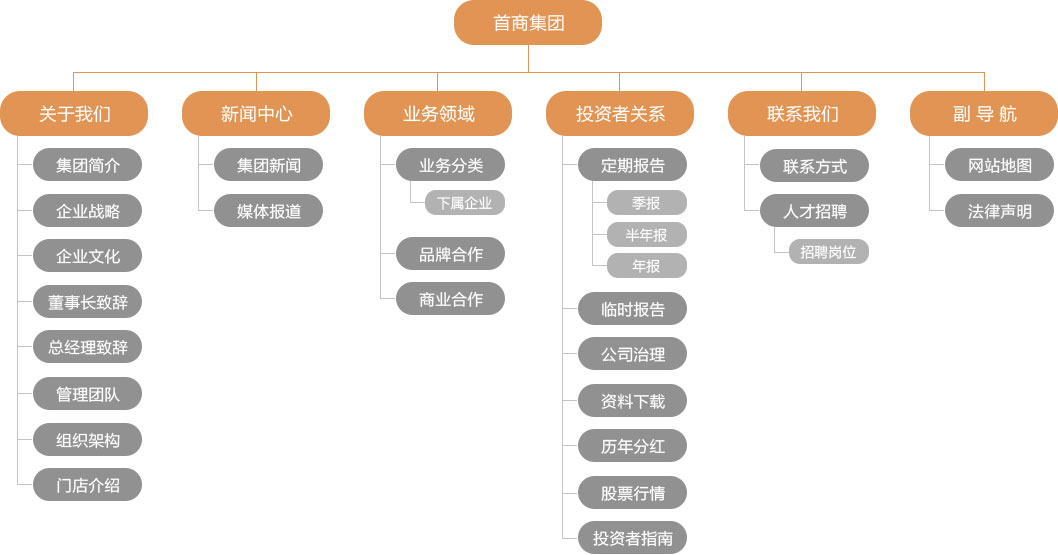 首商集团
关于我们
集团简介
企业战略
企业文化
董事长致辞
总经理致辞
管理团队
组织架构
门店介绍
新闻中心
集团新闻
媒体报道
业务领域
业务分类
下属企业
品牌合作
商业合作
投资者关系
定期报告
季报
半年报
年报
临时报告
公司治理
资料下载
历年分红
股票行情
投资者指南
联系我们
联系方式
人才招聘
招聘岗位
副 导 航
网站地图
法律声明